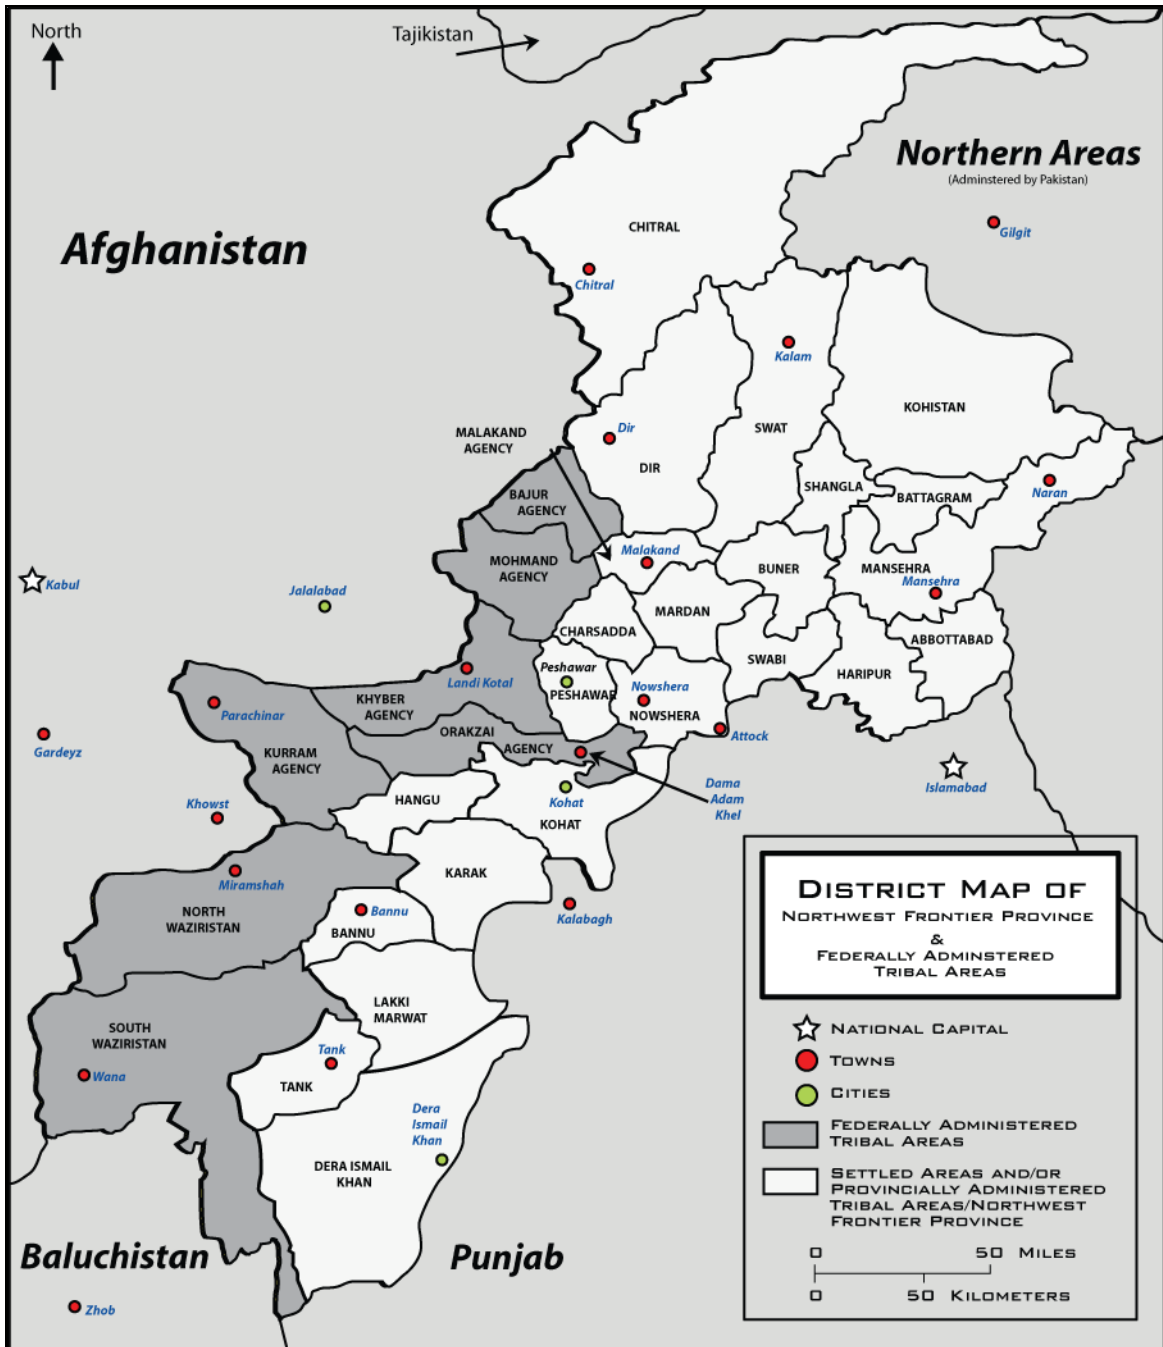 North
Tajikistan
Northern Areas
(Adminstered by Pakistan)
Gilgit
Afghanistan
CHITRAL
Chitral
Kalam
KOHISTAN
Dir
SWAT
MALAKAND
AGENCY
DIR
SHANGLA
BATTAGRAM
Naran
BAJUR
AGENCY
Malakand
MOHMAND
AGENCY
BUNER
MANSEHRA
Mansehra
Kabul
Jalalabad
MARDAN
CHARSADDA
ABBOTTABAD
SWABI
HARIPUR
Peshawar
PESHAWAR
Landi Kotal
Nowshera
NOWSHERA
KHYBER
AGENCY
Parachinar
ORAKZAI
AGENCY
Attock
Gardeyz
KURRAM
AGENCY
Dama
Adam
Khel
Islamabad
Khowst
HANGU
Kohat
KOHAT
KARAK
Miramshah
NORTH
WAZIRISTAN
Bannu
BANNU
Kalabagh
LAKKI
MARWAT
SOUTH
WAZIRISTAN
Wana
Tank
TANK
Dera
Ismail
Khan
DERA ISMAIL
KHAN
Baluchistan
Punjab
Zhob
DISTRICT MAP OF
NORTHWEST FRONTIER PROVINCE
&
FEDERALLY ADMINSTERED
TRIBAL AREAS
NATIONAL CAPITAL
TOWNS
CITIES
FEDERALLY ADMINISTERED
TRIBAL AREAS
SETTLED AREAS AND/OR
PROVINCIALLY ADMINISTERED
TRIBAL AREAS/NORTHWEST
FRONTIER PROVINCE
0 50 MILES
0 50 KILOMETERS